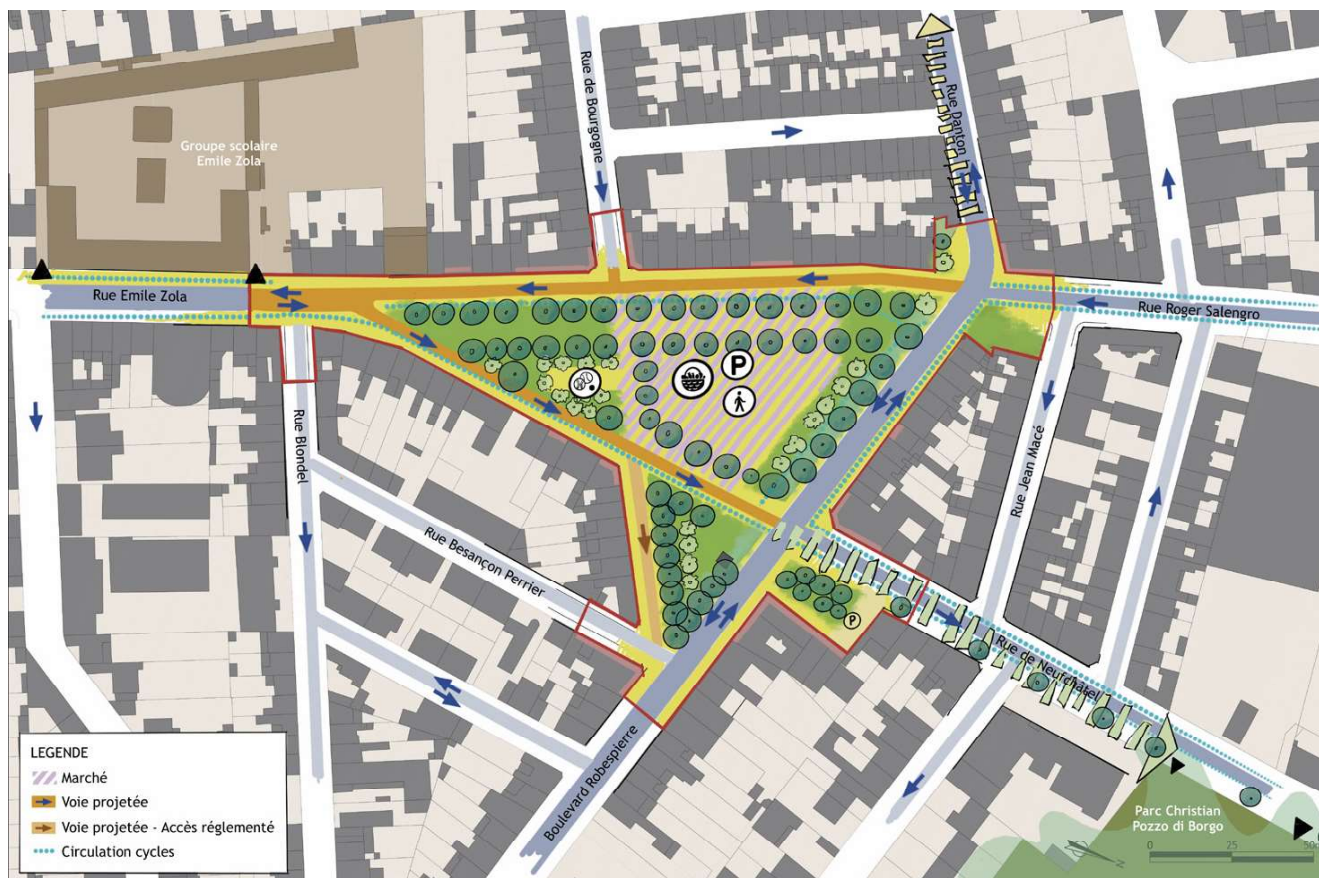 Groupe scolaire
Emile Zola
Rue de Bourgogne
Rue Danton
Rue Emile Zola
Rue Roger Salengro
P
Rue Blondel
Rue Jean Macé
Rue Besançon Perrier
P
Rue de Neufchâtel
Boulevard Robespierre
LEGENDE
Marché
Voie projetée
Voie projetée - Accès réglementé
Circulation cycles
Parc Christian
Pozzo di Borgo
N
0 25 50